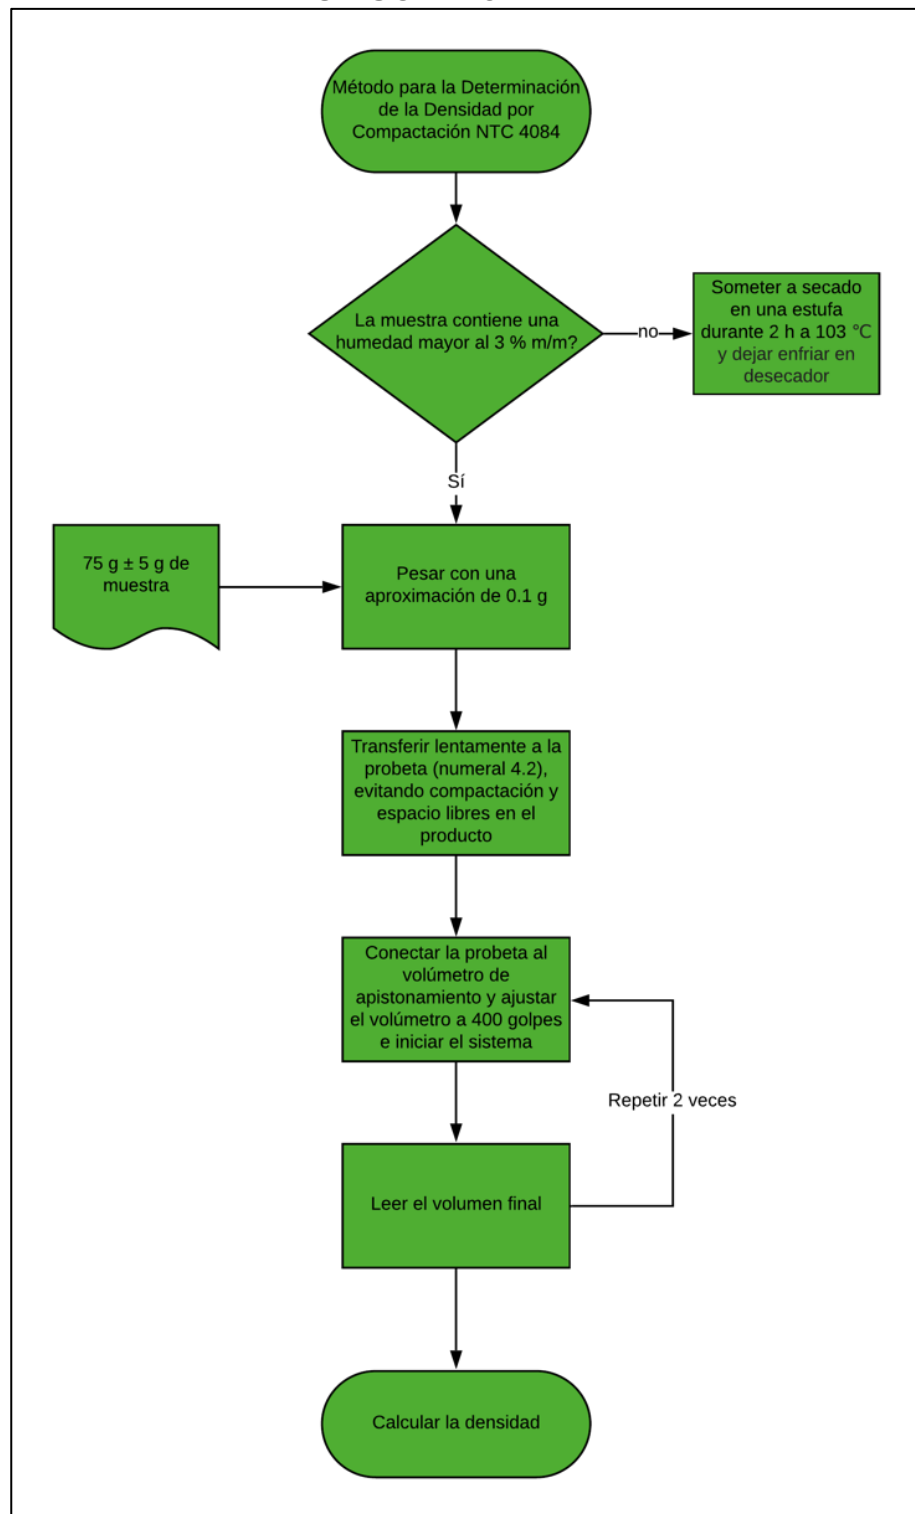 Método para la Determinación
de la Densidad por
Compactación NTC 4084
La muestra contiene una
humedad mayor al 3 % m/m?
no
Someter a secado
en una estufa
durante 2 h a 103 °C
y dejar enfriar en
desecador
Sí
75 g ± 5 g de
muestra
Pesar con una
aproximación de 0.1 g
Transferir lentamente a la
probeta (numeral 4.2),
evitando compactación y
espacio libres en el
producto
Conectar la probeta al
volúmetro de
apistonamiento y ajustar
el volúmetro a 400 golpes
e iniciar el sistema
Repetir 2 veces
Leer el volumen final
Calcular la densidad